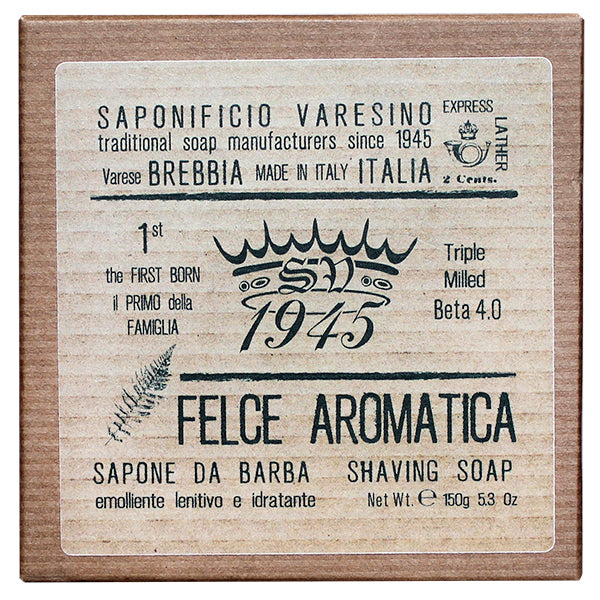 SAPONIFICIO VARESINO
traditional soap manufacturers since 1945
Varese BREBBIA MADE IN ITALY ITALIA
EXPRESS
LATHER
2 Cents.
1st
the FIRST BORN
il PRIMO della
FAMIGLIA
SV
1945
Triple
Milled
Beta 4.0
FELCE AROMATICA
SAPONE DA BARBA SHAVING SOAP
emolliente lenitivo e idratante Net Wt. ℮ 150g 5.3 Oz